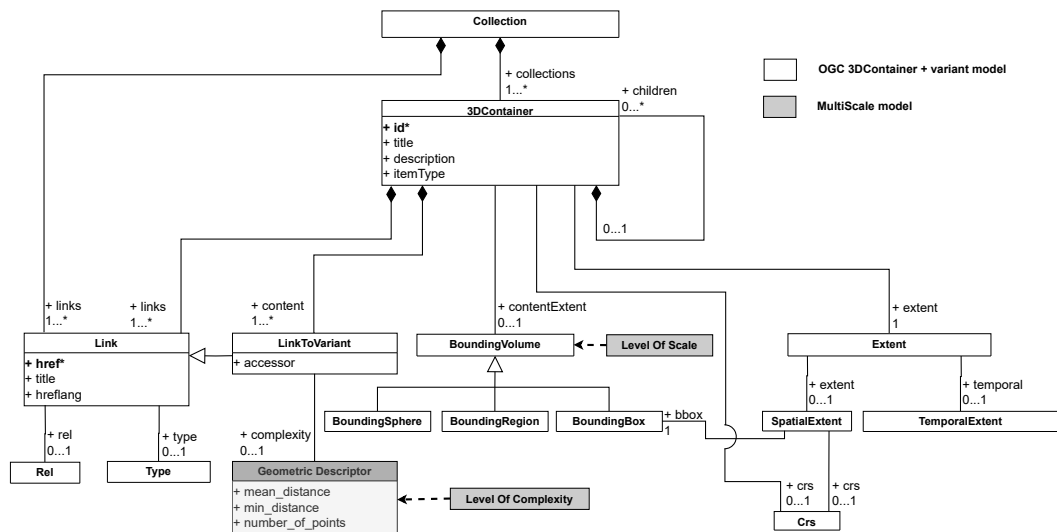 Collection
+ collections
1...*
+ children
0...*
OGC 3DContainer + variant model
MultiScale model
3DContainer
+ id*
+ title
+ description
+ itemType
0...1
+ links
1...*
+ links
1...*
+ content
1...*
+ contentExtent
0...1
+ extent
1
Link
+ href*
+ title
+ hreflang
LinkToVariant
+ accessor
BoundingVolume
Level Of Scale
Extent
+ extent
0...1
+ temporal
0...1
BoundingSphere
BoundingRegion
BoundingBox
+ bbox
1
SpatialExtent
TemporalExtent
+ rel
0...1
+ type
0...1
+ complexity
0...1
Rel
Type
Geometric Descriptor
+ mean_distance
+ min_distance
+ number_of_points
Level Of Complexity
+ crs
0...1
+ crs
0...1
Crs